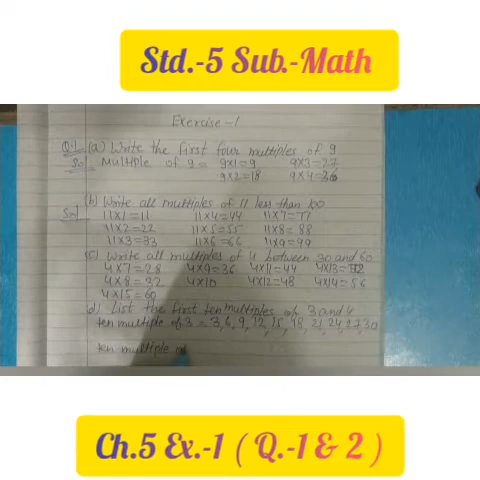 Std.-5 Sub.-Math
Exercise-1
Q.1 (a) Write the first four multiples of 9
Sol Multiple of 9 = 9x1=9 9x3=27
9x2=18 9x4=36
(b) Write all multiples of 11 less than 100
Sol 11x1=11 11x4=44 11x7=77
11x2=22 11x5=55 11x8=88
11x3=33 11x6=66 11x9=99
(c) Write all multiples of 4 between 30 and 60
4x7=28 4x9=36 4x11=44 4x13=52
4x8=32 4x10 4x12=48 4x14=56
4x15=60
d) List the first ten multiples of 3 and 4
ten multiple of 3 = 3,6,9,12,15,18,21,24,27,30
ten multiple of
Ch.5 Ex.-1 ( Q.-1 & 2 )